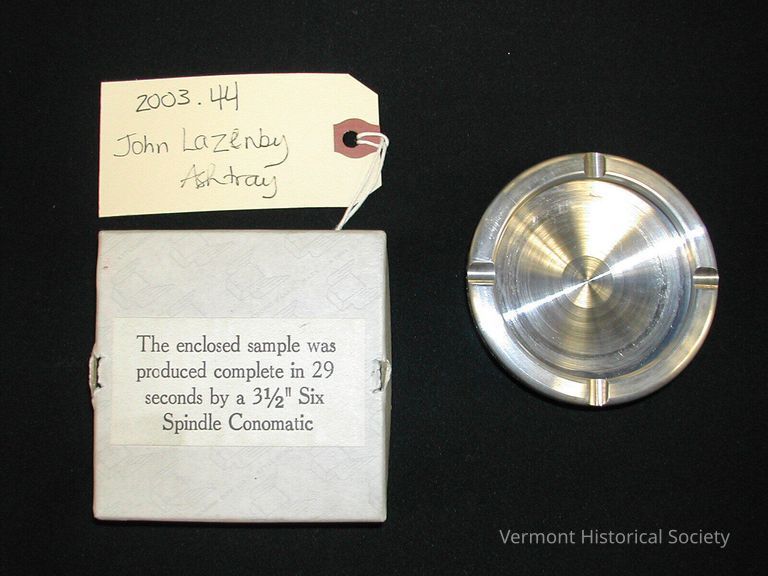 2003.44
John Lazenby
Ashtray
The enclosed sample was
produced complete in 29
seconds by a 3½" Six
Spindle Conomatic
Vermont Historical Society